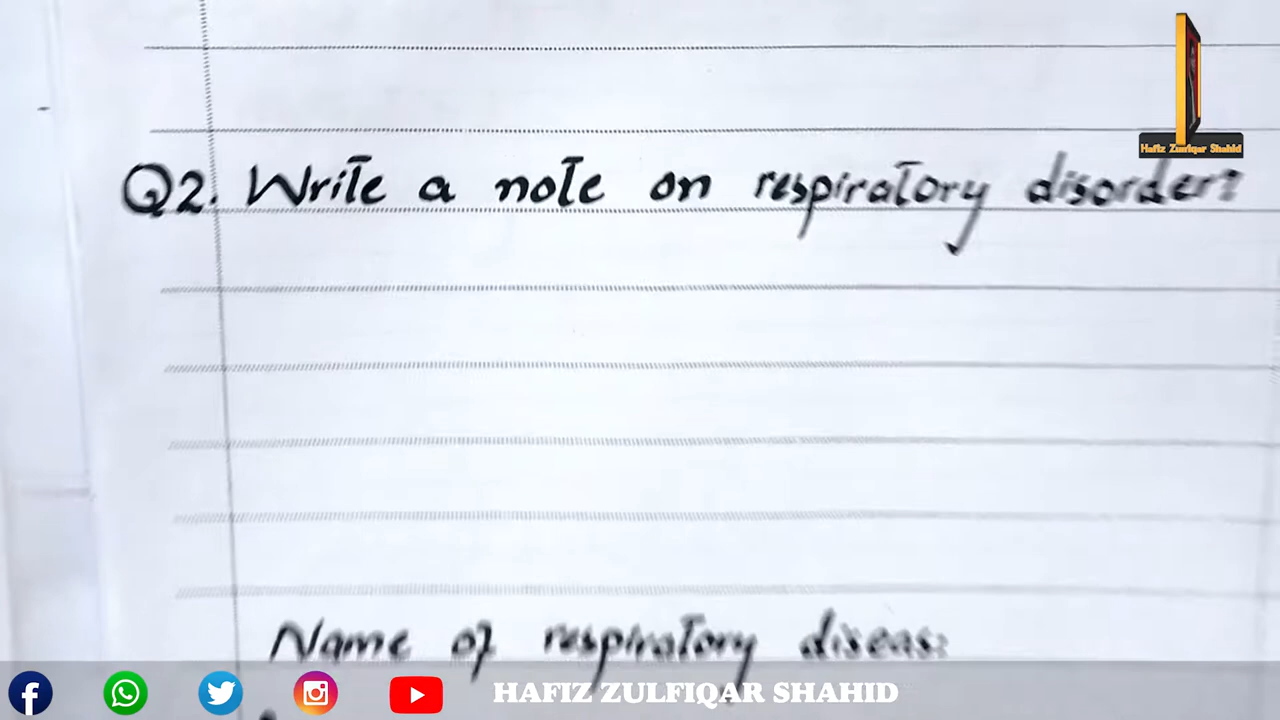 Hafiz Zulfiqar Shahid
Q2. Write a note on respiratory disorder?
Name of respiratory diseas:
HAFIZ ZULFIQAR SHAHID